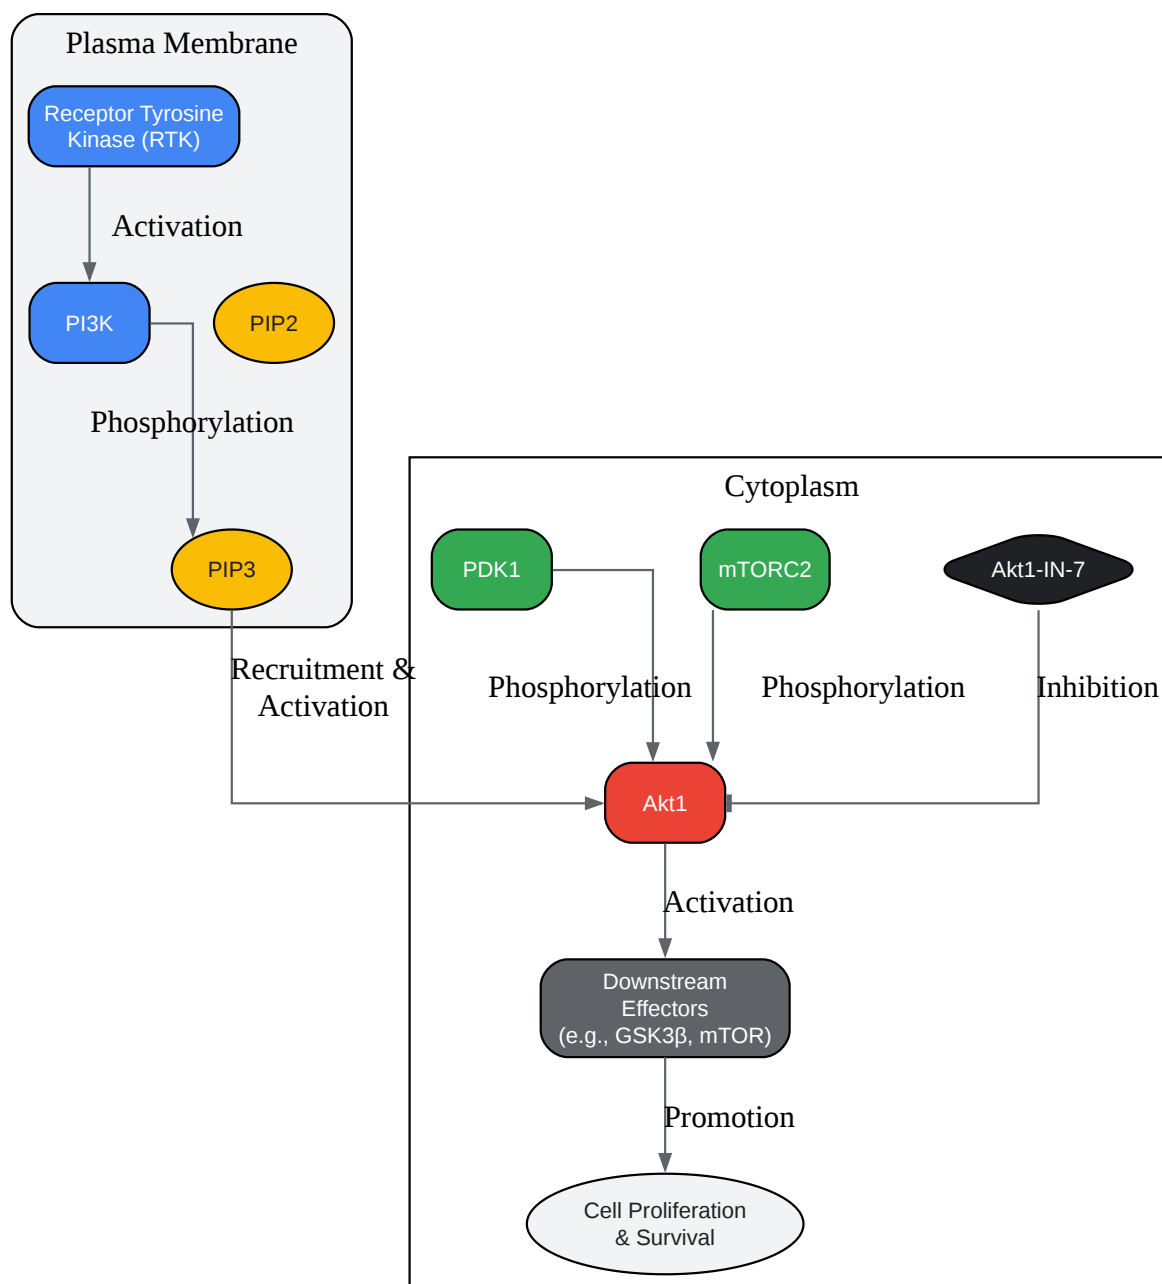 Plasma Membrane
Receptor Tyrosine
Kinase (RTK)
Activation
PI3K
PIP2
Phosphorylation
PIP3
Cytoplasm
PDK1
mTORC2
Akt1-IN-7
Recruitment &
Activation
Phosphorylation
Phosphorylation
Inhibition
Akt1
Activation
Downstream
Effectors
(e.g., GSK3β, mTOR)
Promotion
Cell Proliferation
& Survival